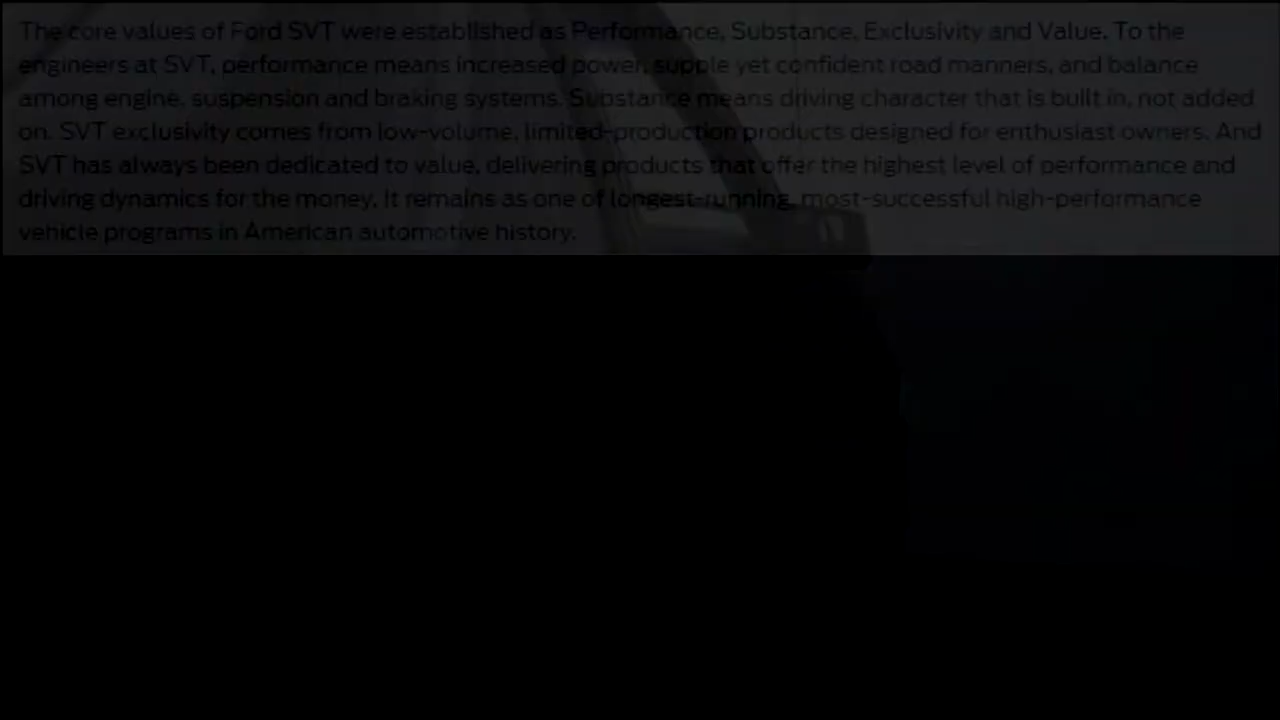 The core values of Ford SVT were established as Performance, Substance, Exclusivity and Value. To the
engineers at SVT, performance means increased power, supple yet confident road manners, and balance
among engine, suspension and braking systems. Substance means driving character that is built in, not added
on. SVT exclusivity comes from low-volume, limited-production products designed for enthusiast owners. And
SVT has always been dedicated to value, delivering products that offer the highest level of performance and
driving dynamics for the money. It remains as one of longest-running, most-successful high-performance
vehicle programs in American automotive history.